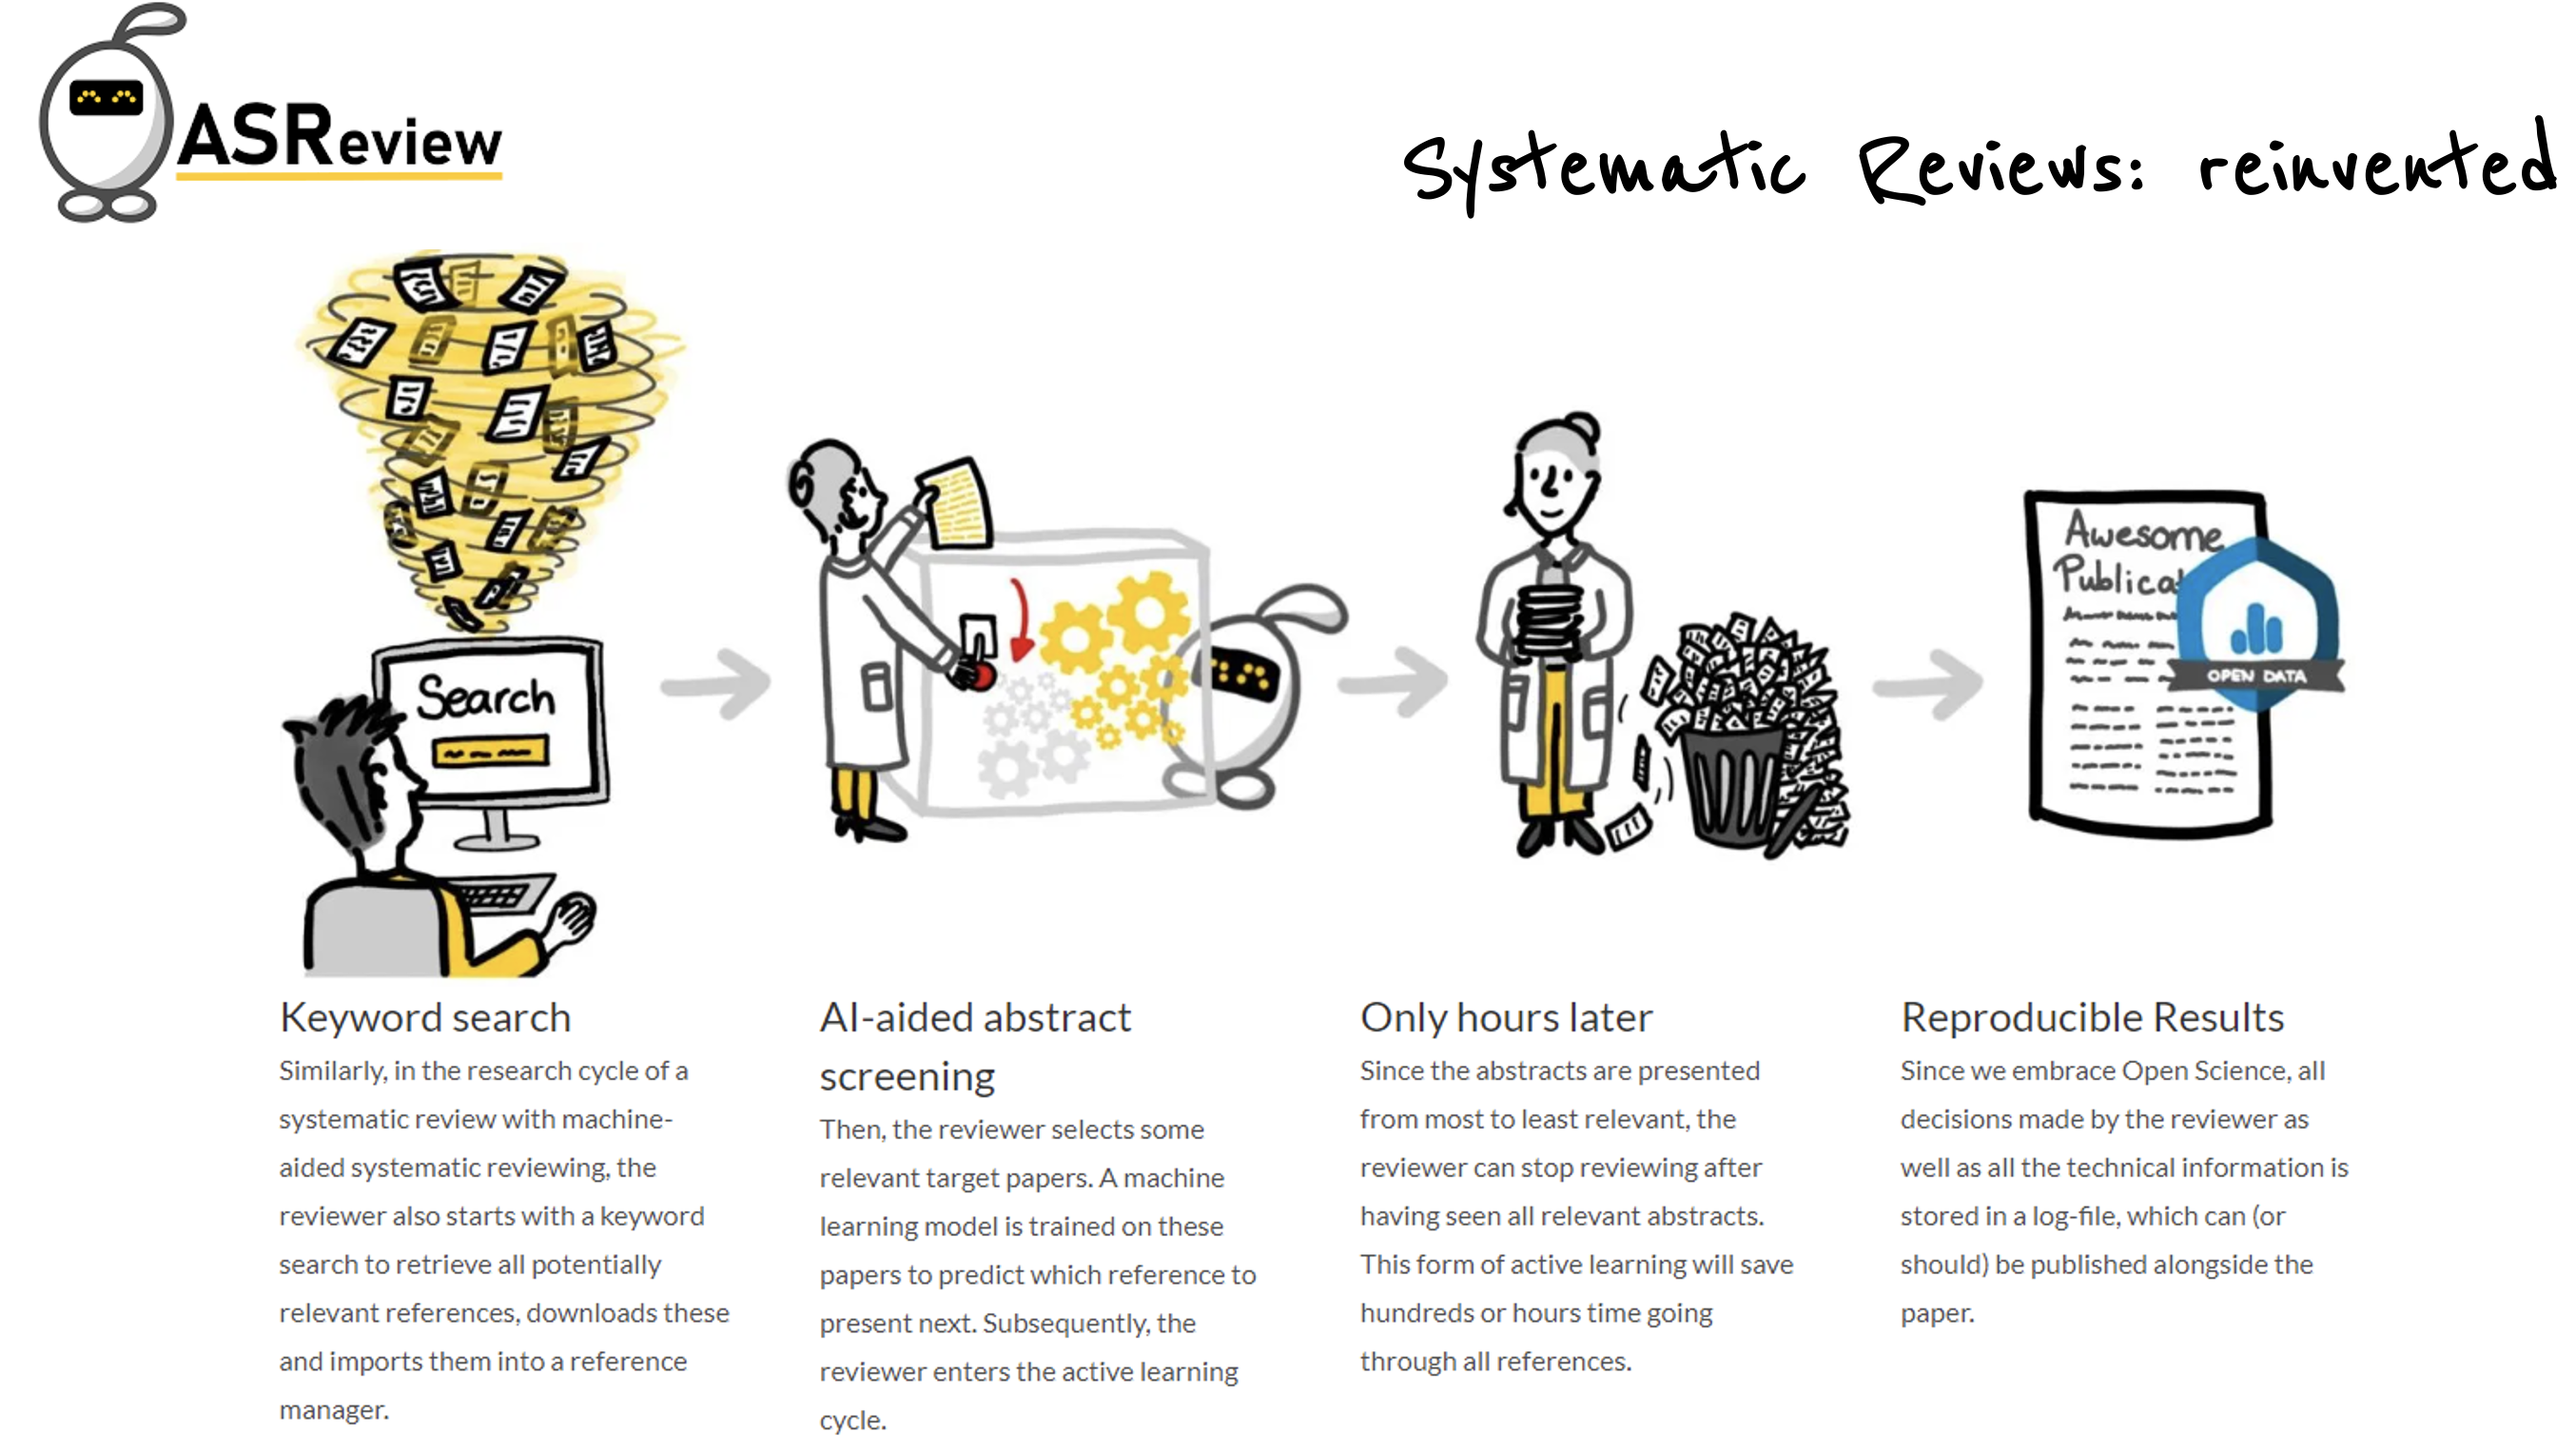 ASReview
Systematic Reviews: reinvented
Search
Awesome
Publicat
OPEN DATA
Keyword search
Similarly, in the research cycle of a
systematic review with machine-
aided systematic reviewing, the
reviewer also starts with a keyword
search to retrieve all potentially
relevant references, downloads these
and imports them into a reference
manager.
AI-aided abstract
screening
Then, the reviewer selects some
relevant target papers. A machine
learning model is trained on these
papers to predict which reference to
present next. Subsequently, the
reviewer enters the active learning
cycle.
Only hours later
Since the abstracts are presented
from most to least relevant, the
reviewer can stop reviewing after
having seen all relevant abstracts.
This form of active learning will save
hundreds or hours time going
through all references.
Reproducible Results
Since we embrace Open Science, all
decisions made by the reviewer as
well as all the technical information is
stored in a log-file, which can (or
should) be published alongside the
paper.